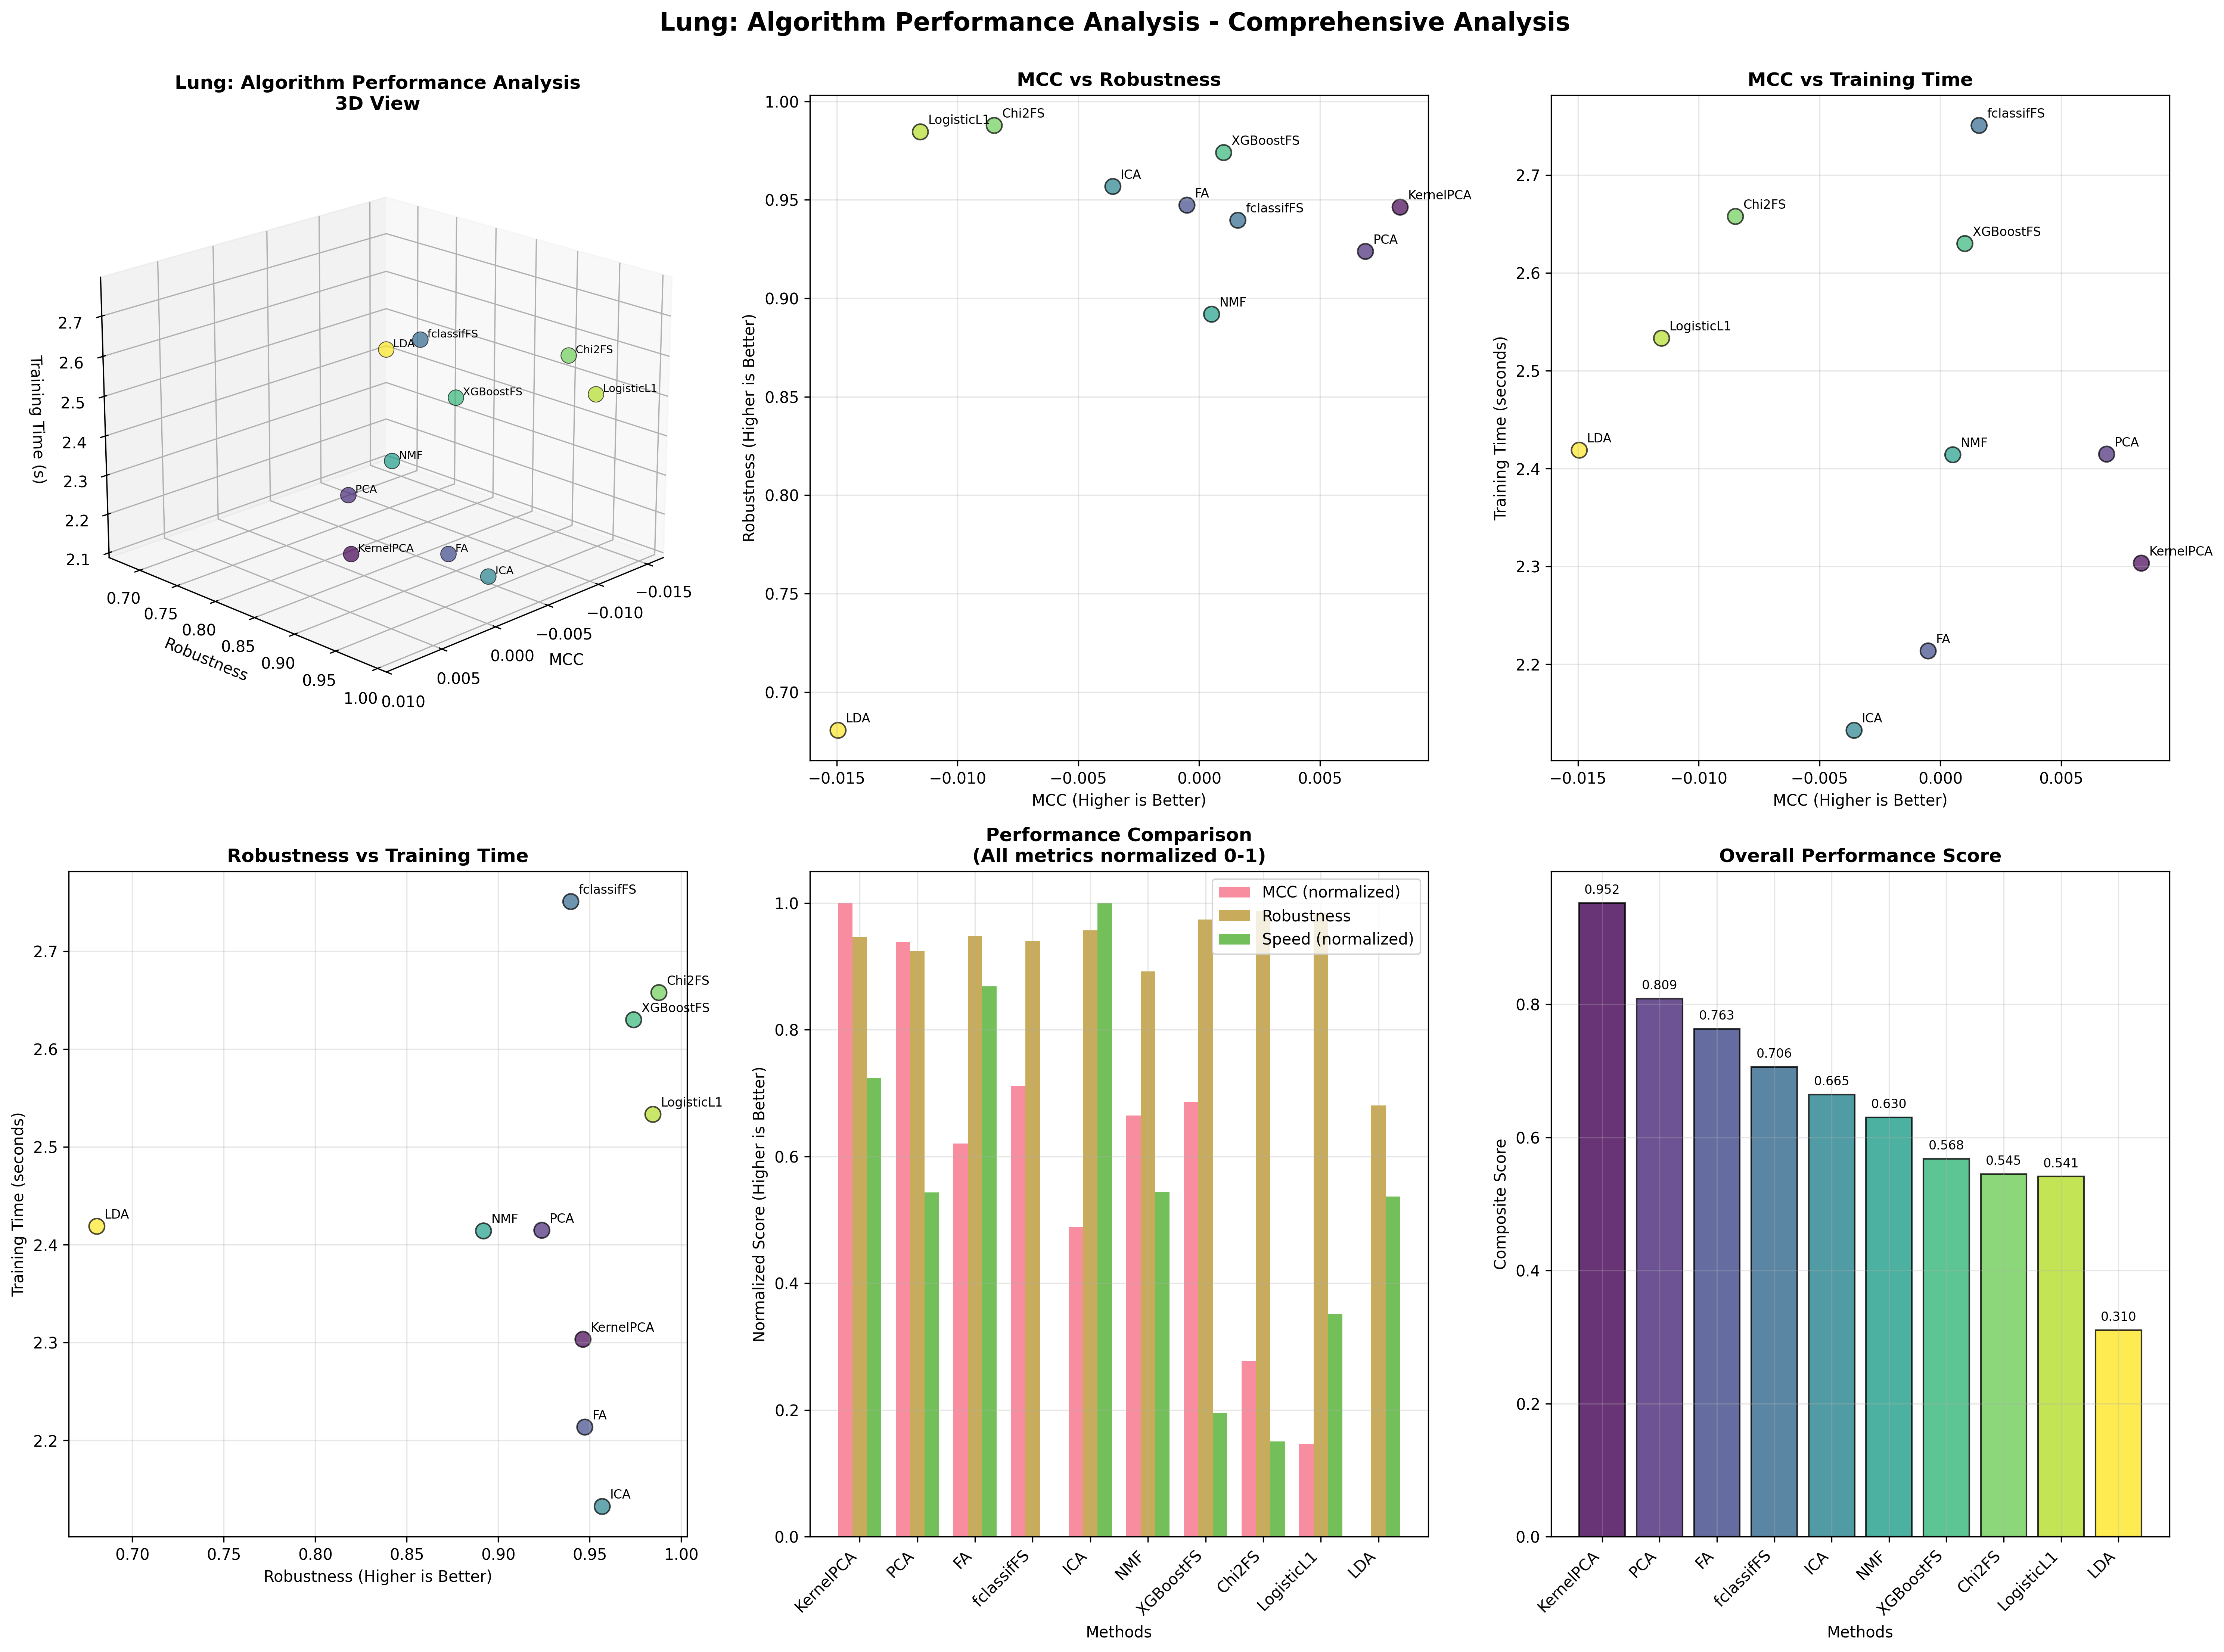 Lung: Algorithm Performance Analysis - Comprehensive Analysis
Lung: Algorithm Performance Analysis
3D View
fclassifFS
LDA
Chi2FS
LogisticL1
XGBoostFS
NMF
PCA
KernelPCA
FA
ICA
Training Time (s)
2.7
2.6
2.5
2.4
2.3
2.2
2.1
0.70
0.75
0.80
0.85
0.90
0.95
1.00
Robustness
−0.015
−0.010
−0.005
0.000
0.005
0.010
MCC
MCC vs Robustness
Robustness (Higher is Better)
1.00
0.95
0.90
0.85
0.80
0.75
0.70
LogisticL1
Chi2FS
XGBoostFS
ICA
FA
KernelPCA
fclassifFS
PCA
NMF
LDA
−0.015
−0.010
−0.005
0.000
0.005
MCC (Higher is Better)
MCC vs Training Time
Training Time (seconds)
2.7
2.6
2.5
2.4
2.3
2.2
fclassifFS
Chi2FS
XGBoostFS
LogisticL1
LDA
NMF
PCA
KernelPCA
FA
ICA
−0.015
−0.010
−0.005
0.000
0.005
MCC (Higher is Better)
Robustness vs Training Time
Training Time (seconds)
2.7
2.6
2.5
2.4
2.3
2.2
fclassifFS
Chi2FS
XGBoostFS
LogisticL1
LDA
NMF
PCA
KernelPCA
FA
ICA
0.70
0.75
0.80
0.85
0.90
0.95
1.00
Robustness (Higher is Better)
Performance Comparison
(All metrics normalized 0-1)
Normalized Score (Higher is Better)
1.0
0.8
0.6
0.4
0.2
0.0
MCC (normalized)
Robustness
Speed (normalized)
KernelPCA
PCA
FA
fclassifFS
ICA
NMF
XGBoostFS
Chi2FS
LogisticL1
LDA
Methods
Overall Performance Score
Composite Score
0.8
0.6
0.4
0.2
0.0
0.952
0.809
0.763
0.706
0.665
0.630
0.568
0.545
0.541
0.310
KernelPCA
PCA
FA
fclassifFS
ICA
NMF
XGBoostFS
Chi2FS
LogisticL1
LDA
Methods